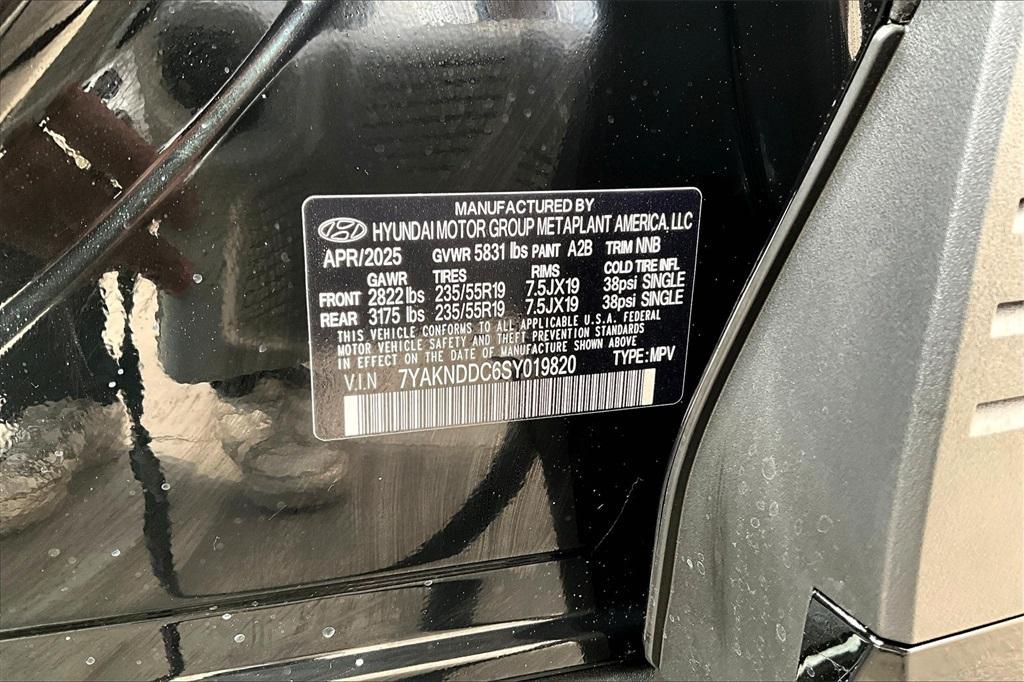 MANUFACTURED BY
HYUNDAI MOTOR GROUP METAPLANT AMERICA, LLC
APR/2025 GVWR 5831 lbs PAINT A2B TRIM NNB
GAWR TIRES RIMS COLD TIRE INFL
FRONT 2822 lbs 235/55R19 7.5JX19 38psi SINGLE
REAR 3175 lbs 235/55R19 7.5JX19 38psi SINGLE
THIS VEHICLE CONFORMS TO ALL APPLICABLE U.S.A. FEDERAL
MOTOR VEHICLE SAFETY AND THEFT PREVENTION STANDARDS
IN EFFECT ON THE DATE OF MANUFACTURE SHOWN ABOVE
TYPE: MPV
V.I.N 7YAKNDDC6SY019820